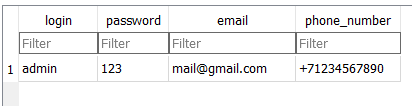 login password email phone_number
Filter Filter Filter Filter
1 admin 123 mail@gmail.com +71234567890